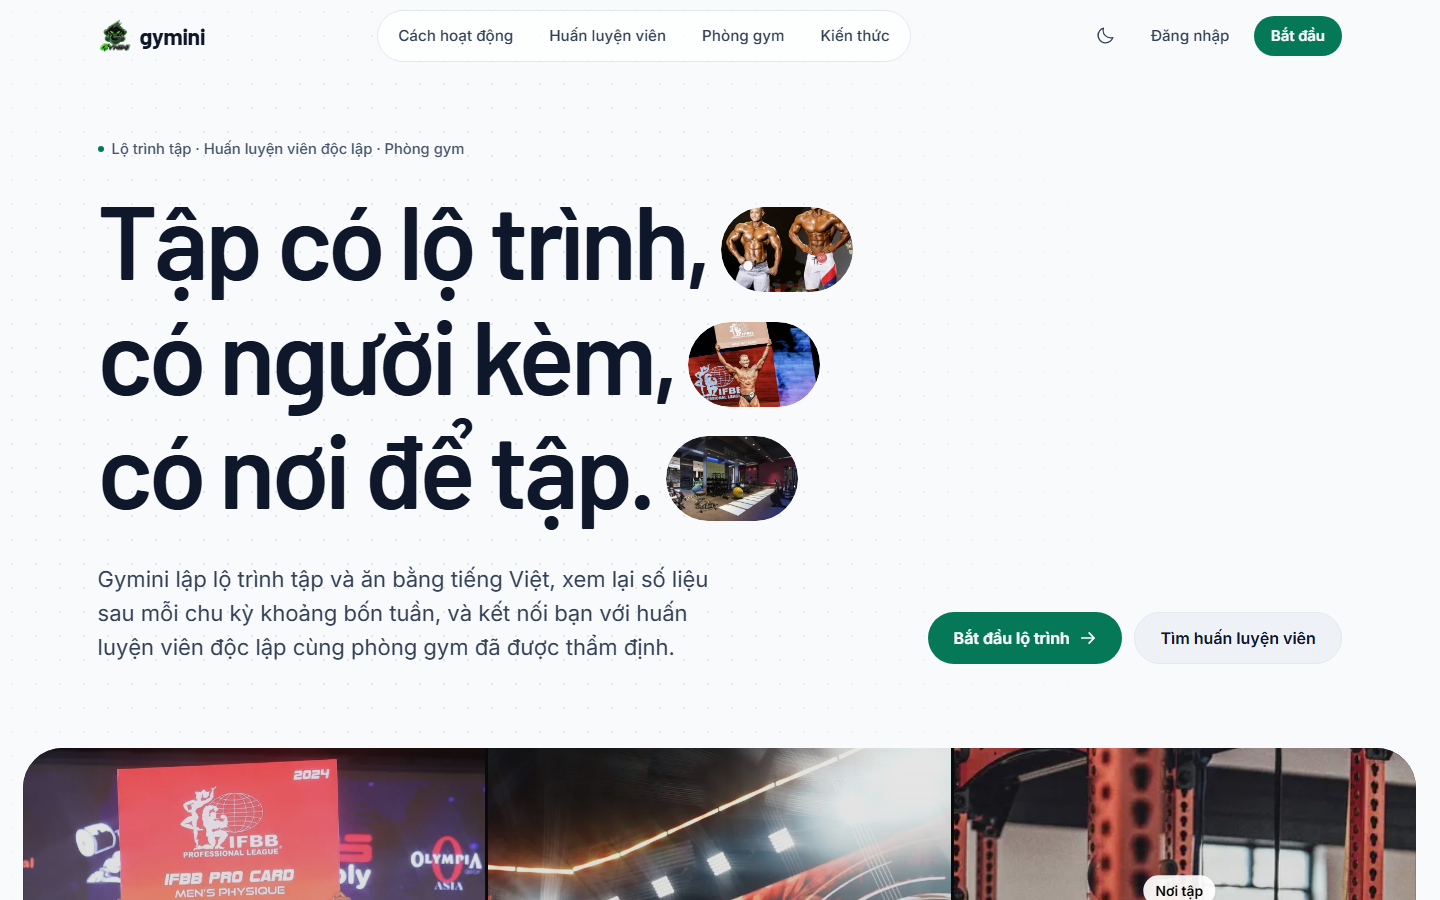 gymini
Cách hoạt động
Huấn luyện viên
Phòng gym
Kiến thức
Đăng nhập
Bắt đầu
Lộ trình tập · Huấn luyện viên độc lập · Phòng gym
Tập có lộ trình,
có người kèm,
có nơi để tập.
Gymini lập lộ trình tập và ăn bằng tiếng Việt, xem lại số liệu
sau mỗi chu kỳ khoảng bốn tuần, và kết nối bạn với huấn
luyện viên độc lập cùng phòng gym đã được thẩm định.
Bắt đầu lộ trình
Tìm huấn luyện viên
2024
IFBB
PROFESSIONAL LEAGUE
IFBB PRO CARD
MEN'S PHYSIQUE
OLYMPIA
ASIA
Nơi tập